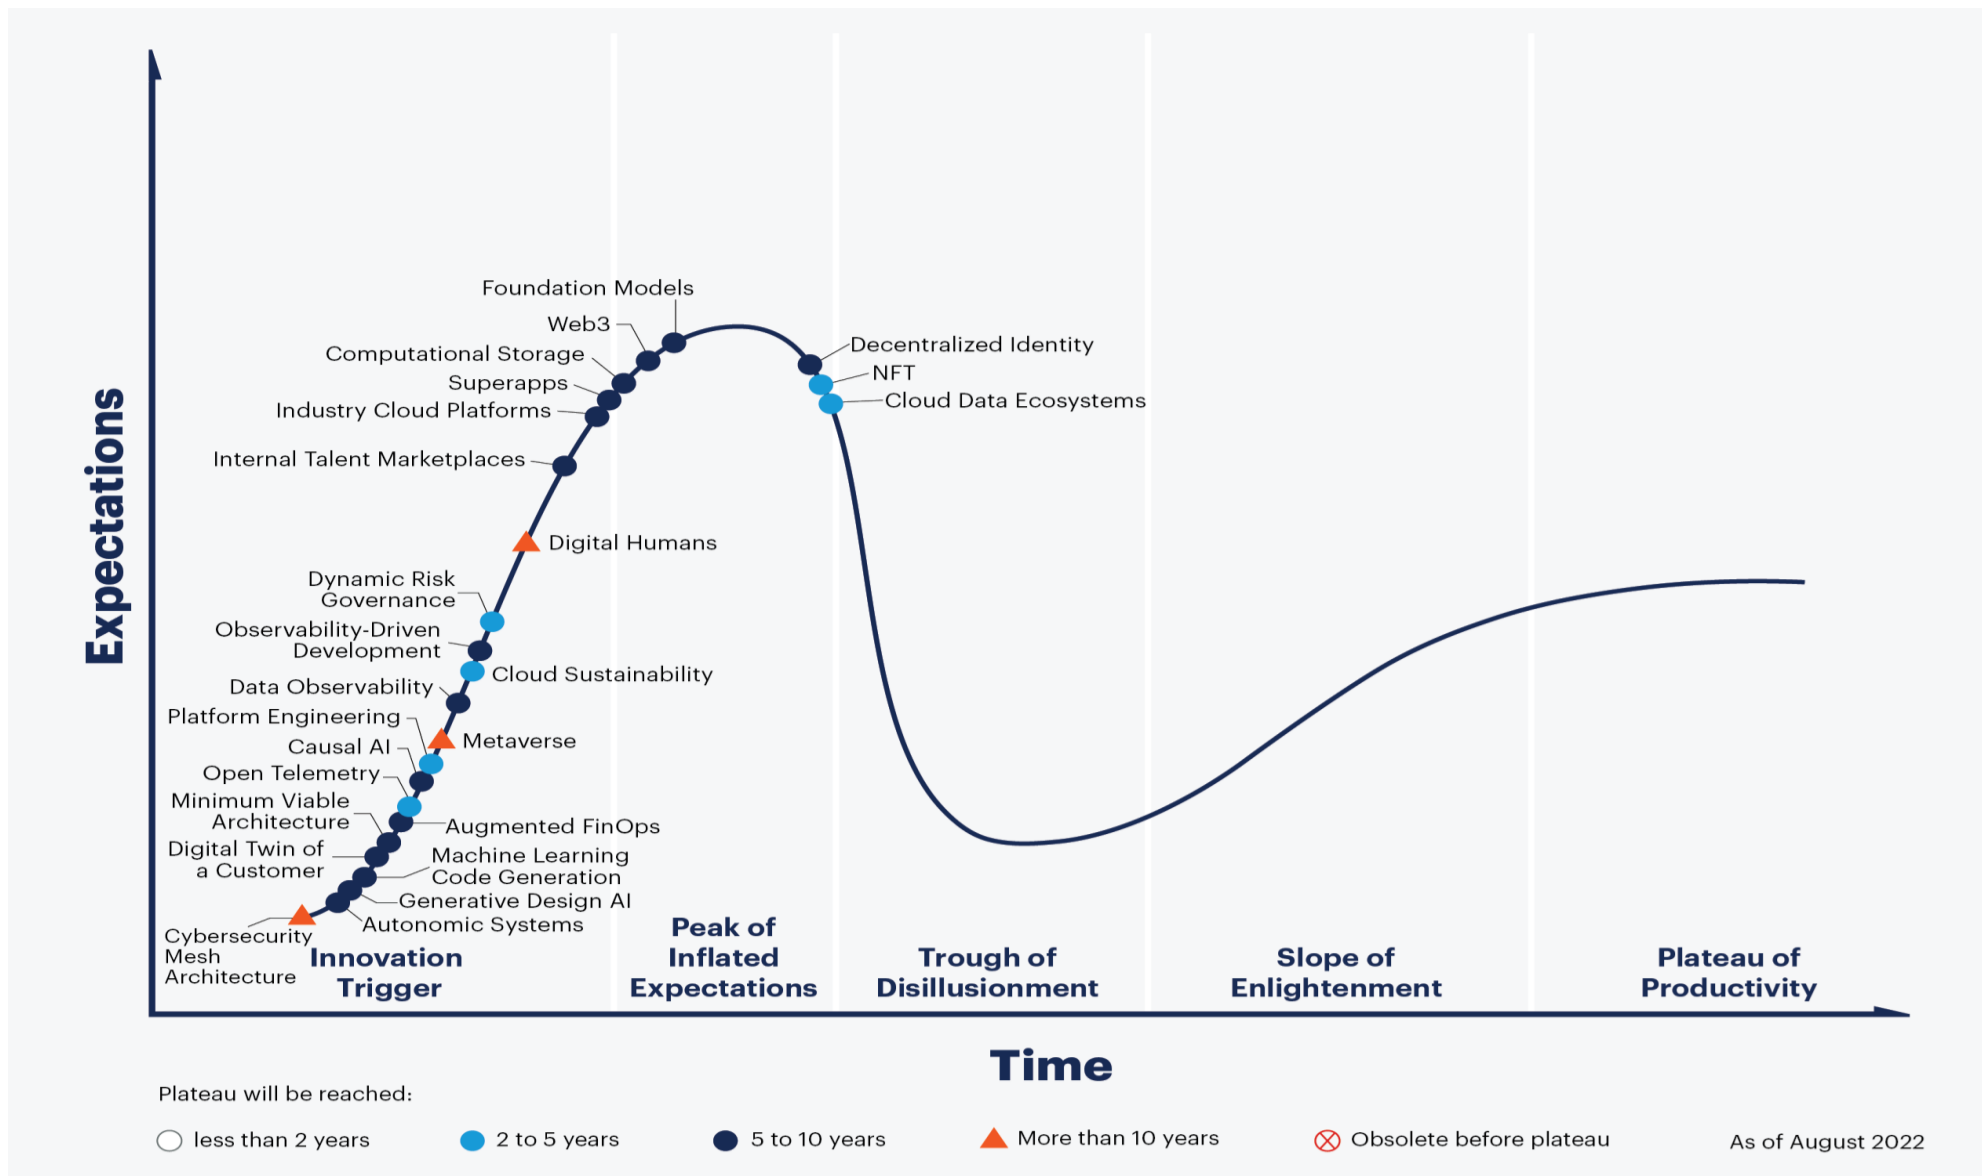 Expectations
Foundation Models
Web3
Computational Storage
Superapps
Industry Cloud Platforms
Internal Talent Marketplaces
Digital Humans
Dynamic Risk
Governance
Observability-Driven
Development
Cloud Sustainability
Data Observability
Platform Engineering
Metaverse
Causal AI
Open Telemetry
Minimum Viable
Architecture
Augmented FinOps
Digital Twin of
a Customer
Machine Learning
Code Generation
Generative Design AI
Autonomic Systems
Cybersecurity
Mesh
Architecture
Decentralized Identity
NFT
Cloud Data Ecosystems
Innovation
Trigger
Peak of
Inflated
Expectations
Trough of
Disillusionment
Slope of
Enlightenment
Plateau of
Productivity
Time
Plateau will be reached:
less than 2 years
2 to 5 years
5 to 10 years
More than 10 years
Obsolete before plateau
As of August 2022